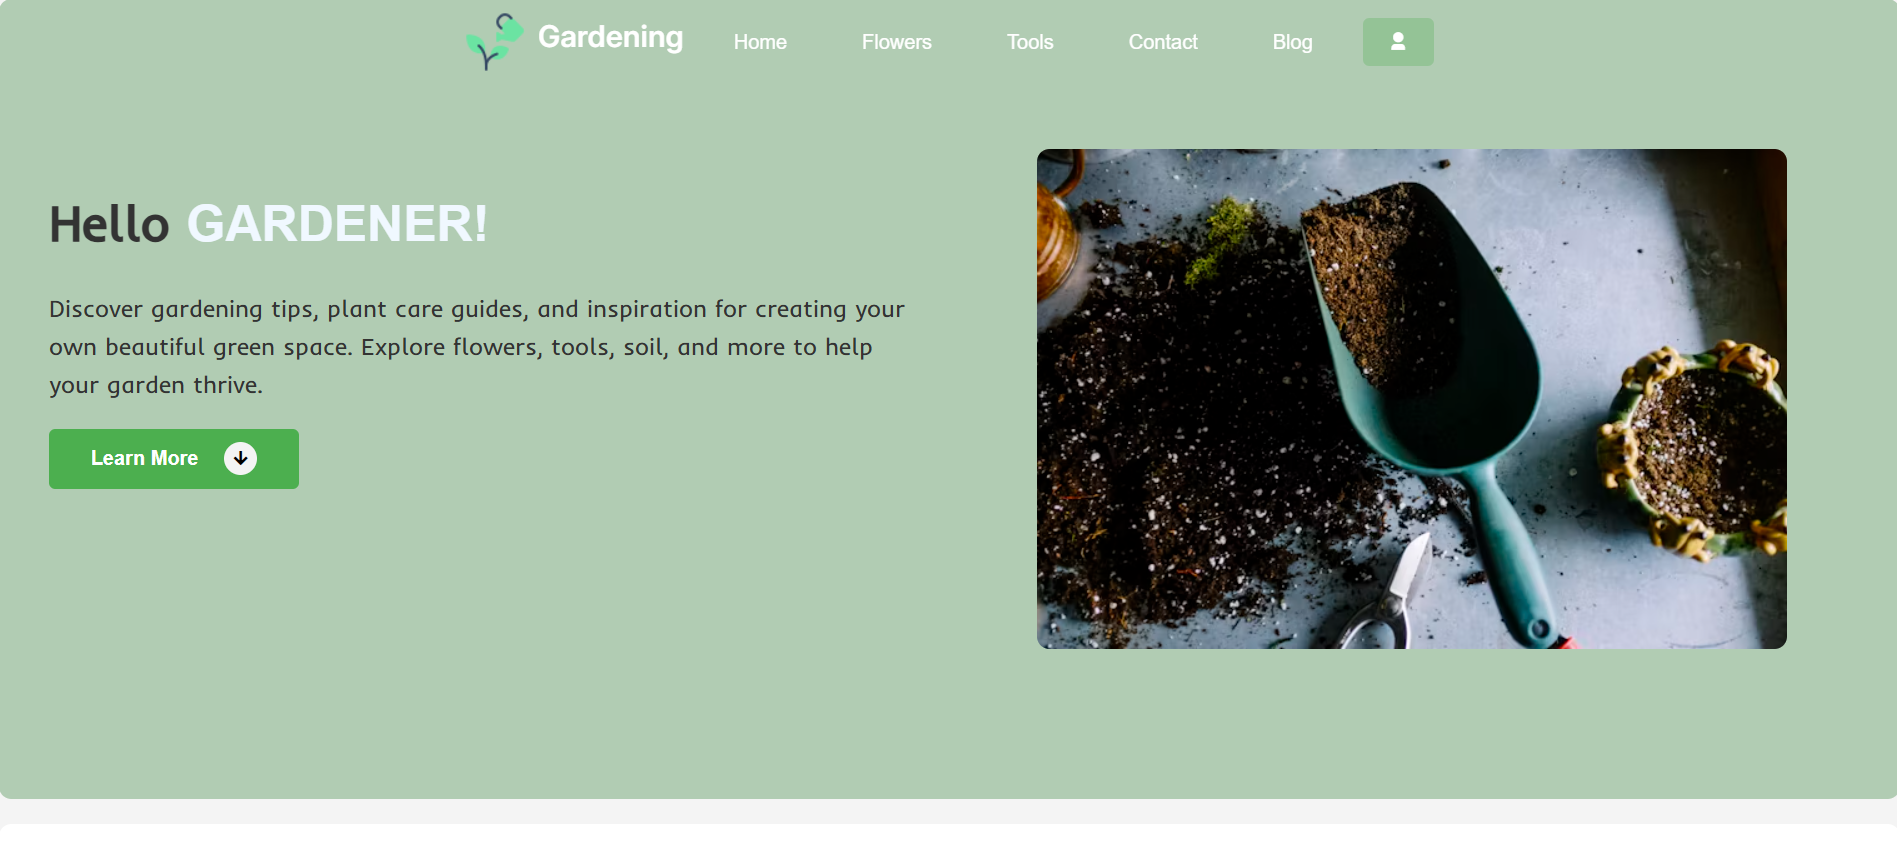 Gardening Home Flowers Tools Contact Blog
Hello GARDENER!
Discover gardening tips, plant care guides, and inspiration for creating your
own beautiful green space. Explore flowers, tools, soil, and more to help
your garden thrive.
Learn More